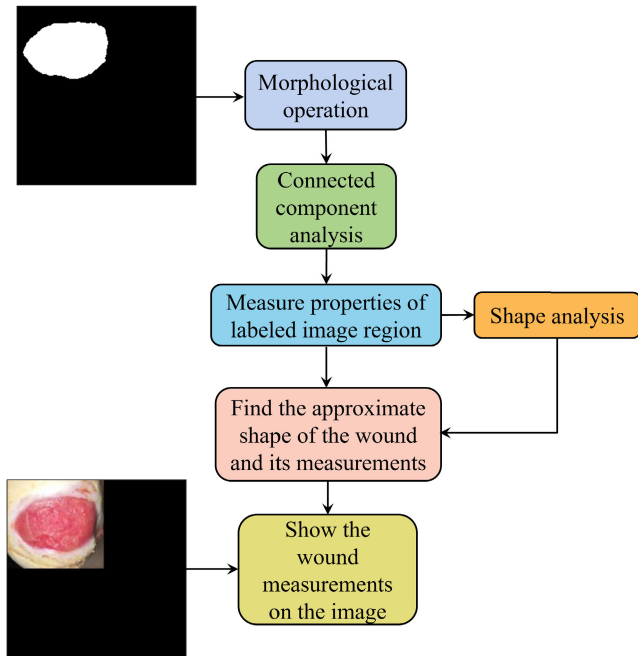 Morphological
operation
Connected
component
analysis
Measure properties of
labeled image region
Shape analysis
Find the approximate
shape of the wound
and its measurements
Show the
wound
measurements
on the image